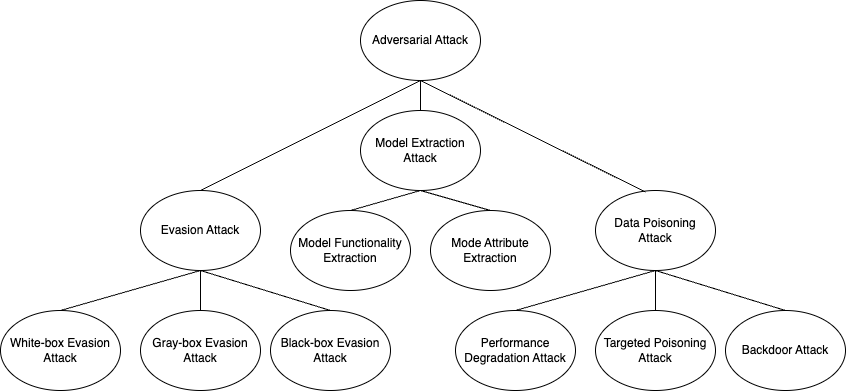 Adversarial Attack
Model Extraction
Attack
Evasion Attack
Model Functionality
Extraction
Mode Attribute
Extraction
Data Poisoning
Attack
White-box Evasion
Attack
Gray-box Evasion
Attack
Black-box Evasion
Attack
Performance
Degradation Attack
Targeted Poisoning
Attack
Backdoor Attack